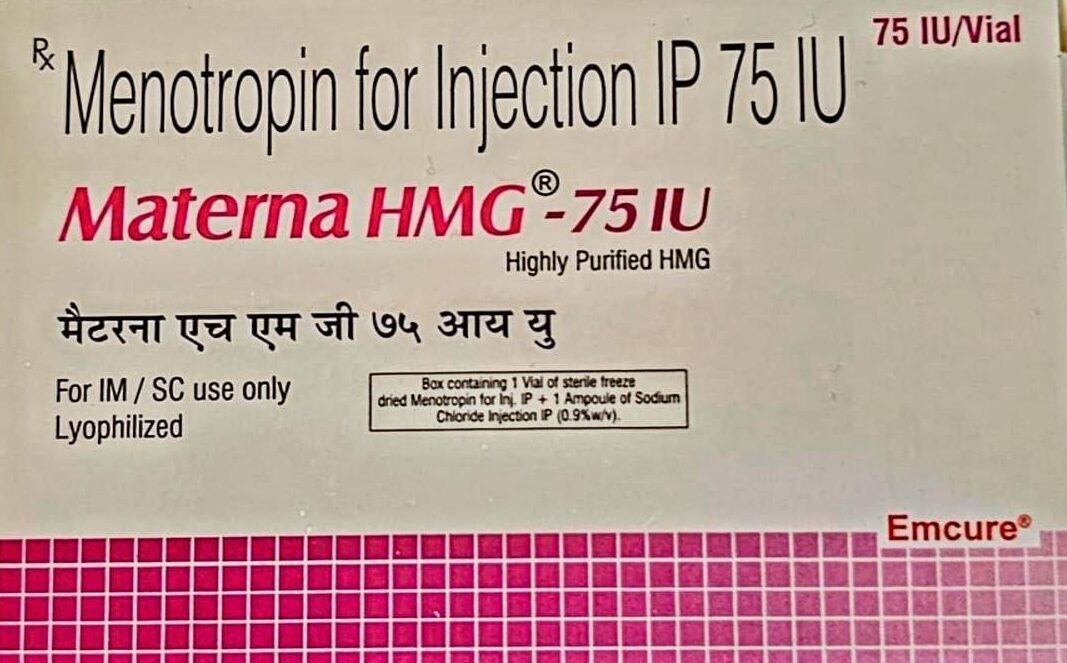 Rx Menotropin for Injection IP 75 IU
75 IU/Vial
Materna HMG®-75 IU
Highly Purified HMG
मैटरना एच एम जी ७५ आय यु
For IM / SC use only
Lyophilized
Box containing 1 Vial of sterile freeze
dried Menotropin for Inj. IP + 1 Ampoule of Sodium
Chloride Injection IP (0.9%w/v).
Emcure®